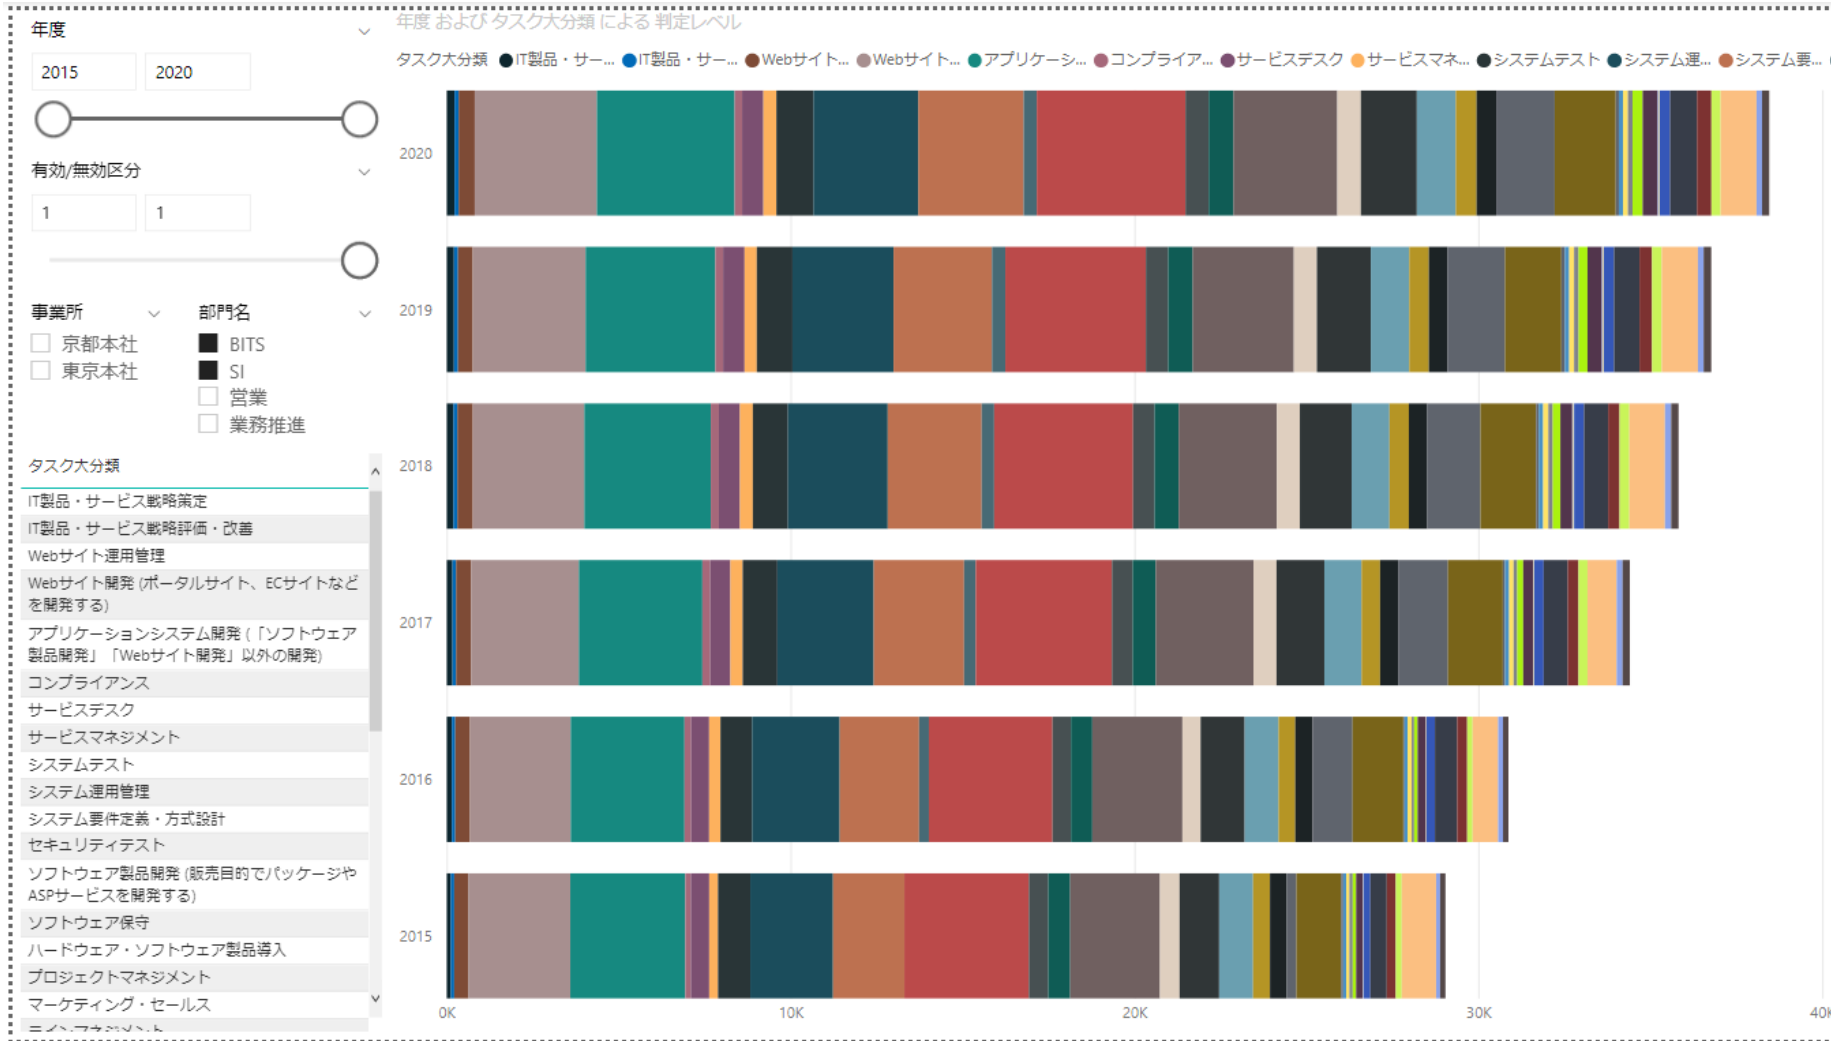 年度
2015 2020
有効/無効区分
1 1
事業所
京都本社
東京本社
部門名
BITS
SI
営業
業務推進
タスク大分類
IT製品・サービス戦略策定
IT製品・サービス戦略評価・改善
Webサイト運用管理
Webサイト開発 (ポータルサイト、ECサイトなど
を開発する)
アプリケーションシステム開発 (「ソフトウェア
製品開発」「Webサイト開発」以外の開発)
コンプライアンス
サービスデスク
サービスマネジメント
システムテスト
システム運用管理
システム要件定義・方式設計
セキュリティテスト
ソフトウェア製品開発 (販売目的でパッケージや
ASPサービスを開発する)
ソフトウェア保守
ハードウェア・ソフトウェア製品導入
プロジェクトマネジメント
マーケティング・セールス
ラインマネジメント
年度 および タスク大分類 による 判定レベル
タスク大分類 IT製品・サー... IT製品・サー... Webサイト... Webサイト... アプリケーシ... コンプライア... サービスデスク サービスマネ... システムテスト システム運... システム要...
2020
2019
2018
2017
2016
2015
0K 10K 20K 30K 40K